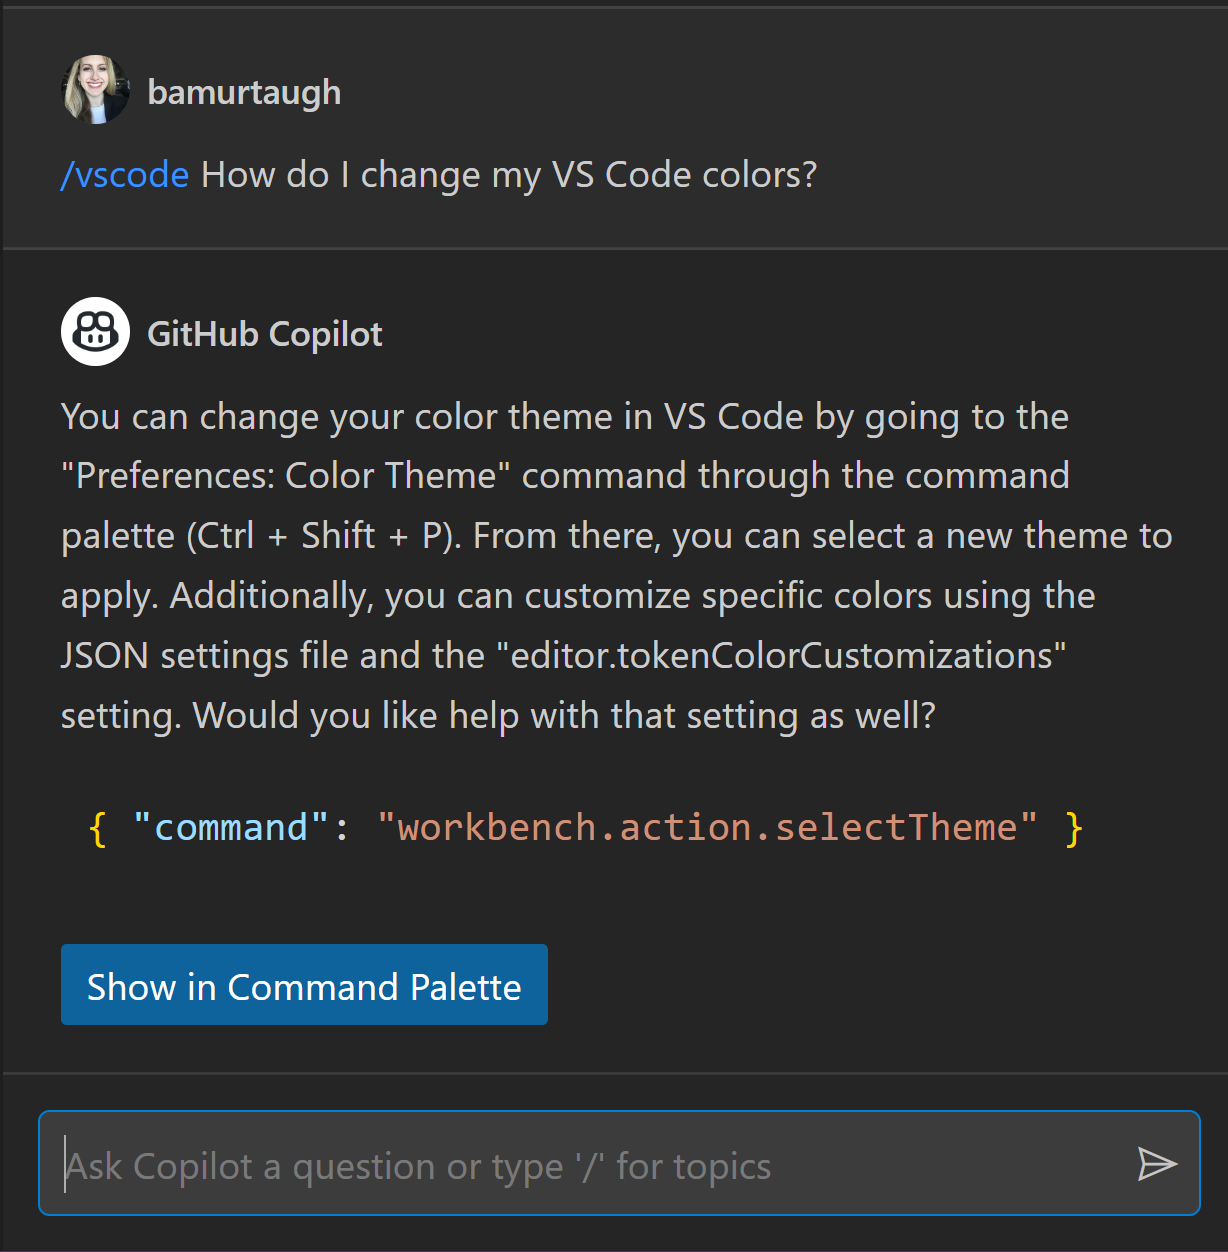 bamurtaugh
/vscode How do I change my VS Code colors?
GitHub Copilot
You can change your color theme in VS Code by going to the
"Preferences: Color Theme" command through the command
palette (Ctrl + Shift + P). From there, you can select a new theme to
apply. Additionally, you can customize specific colors using the
JSON settings file and the "editor.tokenColorCustomizations"
setting. Would you like help with that setting as well?
{ "command": "workbench.action.selectTheme" }
Show in Command Palette
Ask Copilot a question or type '/' for topics